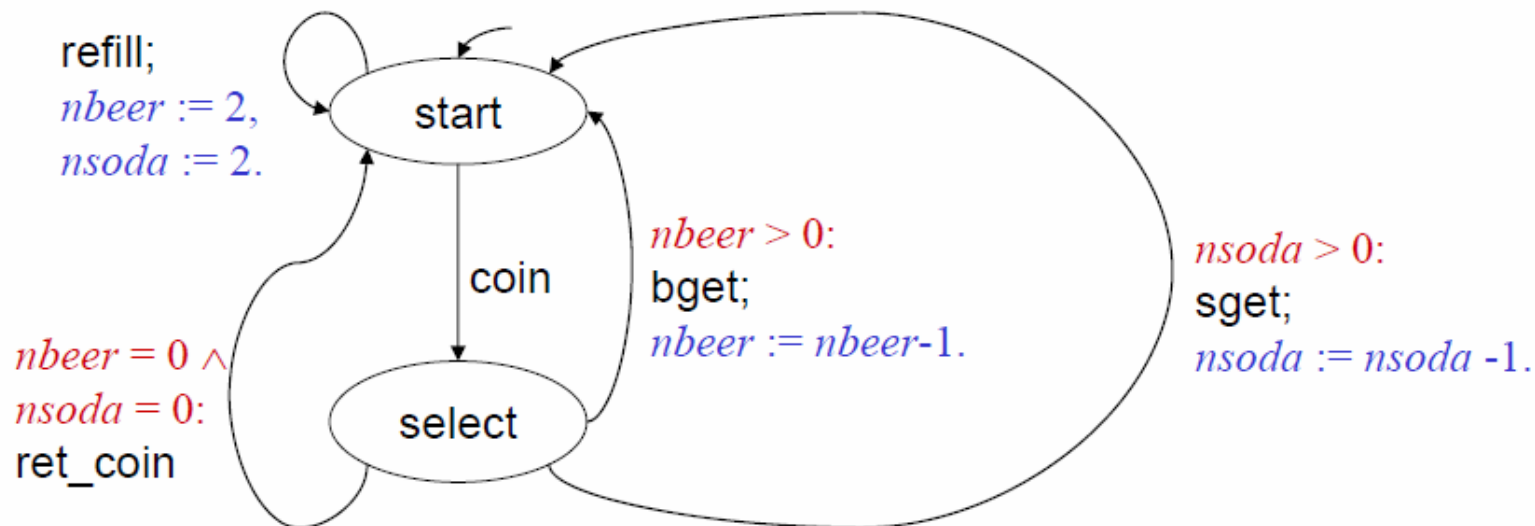 refill;
nbeer := 2,
nsoda := 2.
start
coin
nbeer > 0:
bget;
nbeer := nbeer-1.
nsoda > 0:
sget;
nsoda := nsoda -1.
nbeer = 0 ∧
nsoda = 0:
ret_coin
select